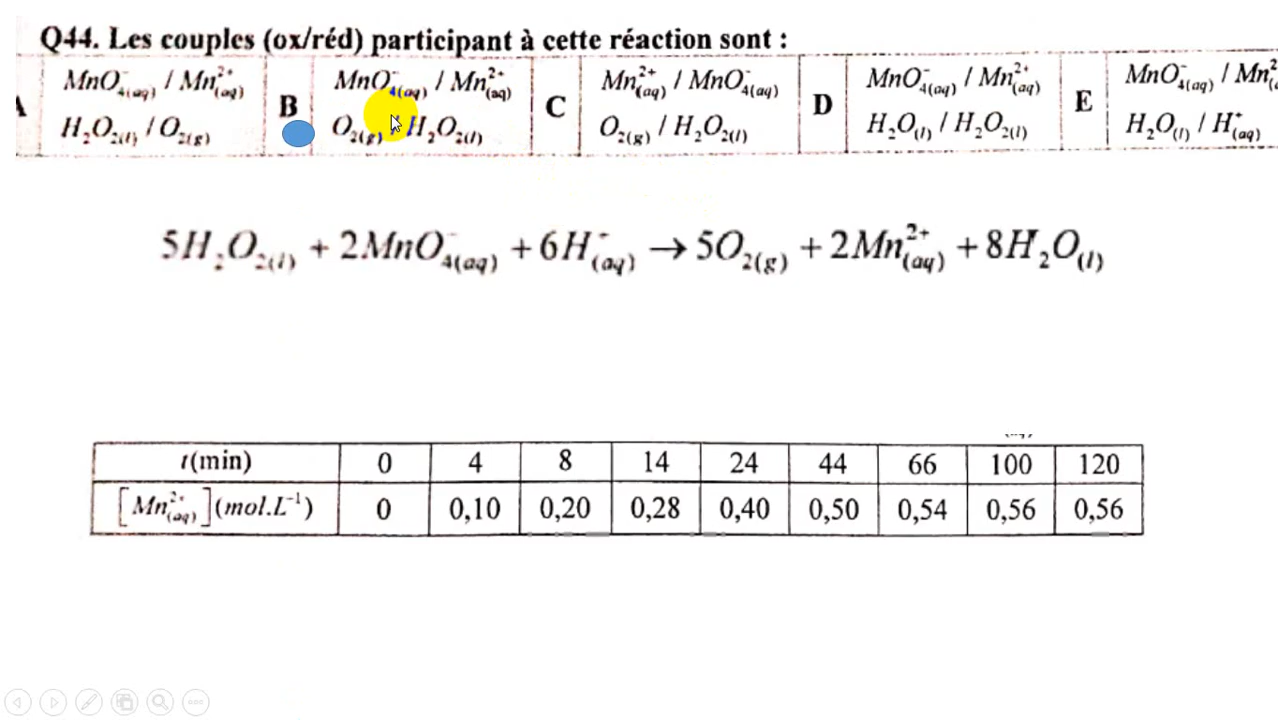 Q44. Les couples (ox/réd) participant à cette réaction sont :
A MnO₄⁻(aq) / Mn²⁺(aq) B MnO₄⁻(aq) / Mn²⁺(aq) C Mn²⁺(aq) / MnO₄⁻(aq) D MnO₄⁻(aq) / Mn²⁺(aq) E MnO₄⁻(aq) / Mn²
H₂O₂(l) / O₂(g) O₂(g) / H₂O₂(l) O₂(g) / H₂O₂(l) H₂O(l) / H₂O₂(l) H₂O(l) / H⁺(aq)
5H₂O₂(l) + 2MnO₄⁻(aq) + 6H⁺(aq) → 5O₂(g) + 2Mn²⁺(aq) + 8H₂O(l)
t(min) 0 4 8 14 24 44 66 100 120
[Mn²⁺(aq)](mol.L⁻¹) 0 0,10 0,20 0,28 0,40 0,50 0,54 0,56 0,56